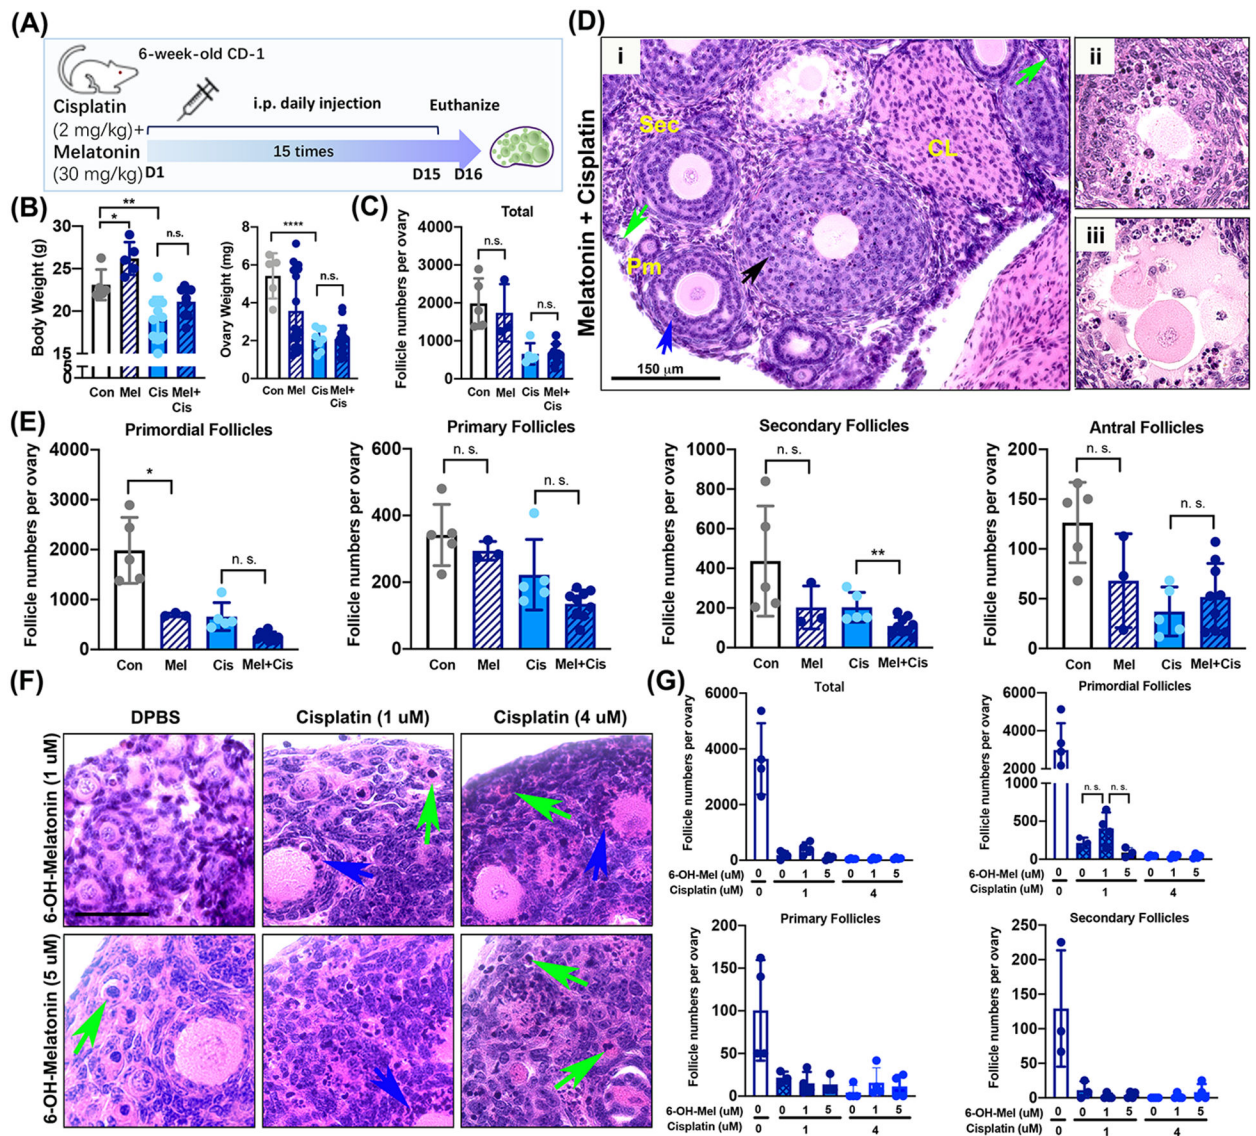 (A)
6-week-old CD-1
Cisplatin
(2 mg/kg)+
Melatonin
(30 mg/kg)
i.p. daily injection
Euthanize
15 times
D1
D15
D16
(B)
Body Weight (g)
30
25
20
15
5
0
*
**
n.s.
Con
Mel
Cis
Mel+
Cis
Ovary Weight (mg)
8
6
4
2
0
****
n.s.
Con
Mel
Cis
Mel+
Cis
(C)
Total
Follicle numbers per ovary
4000
3000
2000
1000
0
n.s.
n.s.
Con
Mel
Cis
Mel+
Cis
(D)
Melatonin + Cisplatin
i
Sec
CL
Pm
150 μm
ii
iii
(E)
Primordial Follicles
Follicle numbers per ovary
4000
3000
2000
1000
0
*
n. s.
Con
Mel
Cis
Mel+Cis
Primary Follicles
Follicle numbers per ovary
600
400
200
0
n. s.
n. s.
Con
Mel
Cis
Mel+Cis
Secondary Follicles
Follicle numbers per ovary
1000
800
600
400
200
0
n. s.
**
Con
Mel
Cis
Mel+Cis
Antral Follicles
Follicle numbers per ovary
200
150
100
50
0
n. s.
n. s.
Con
Mel
Cis
Mel+Cis
(F)
DPBS
Cisplatin (1 uM)
Cisplatin (4 uM)
6-OH-Melatonin (1 uM)
6-OH-Melatonin (5 uM)
(G)
Total
Follicle numbers per ovary
6000
4000
2000
0
6-OH-Mel (uM) 0 0 1 5 0 1 5
Cisplatin (uM) 0 1 4
Primordial Follicles
Follicle numbers per ovary
6000
5000
4000
3000
2000
1000
500
0
n. s.
n. s.
6-OH-Mel (uM) 0 0 1 5 0 1 5
Cisplatin (uM) 0 1 4
Primary Follicles
Follicle numbers per ovary
200
150
100
50
0
6-OH-Mel (uM) 0 0 1 5 0 1 5
Cisplatin (uM) 0 1 4
Secondary Follicles
Follicle numbers per ovary
250
200
150
100
50
0
6-OH-Mel (uM) 0 0 1 5 0 1 5
Cisplatin (uM) 0 1 4